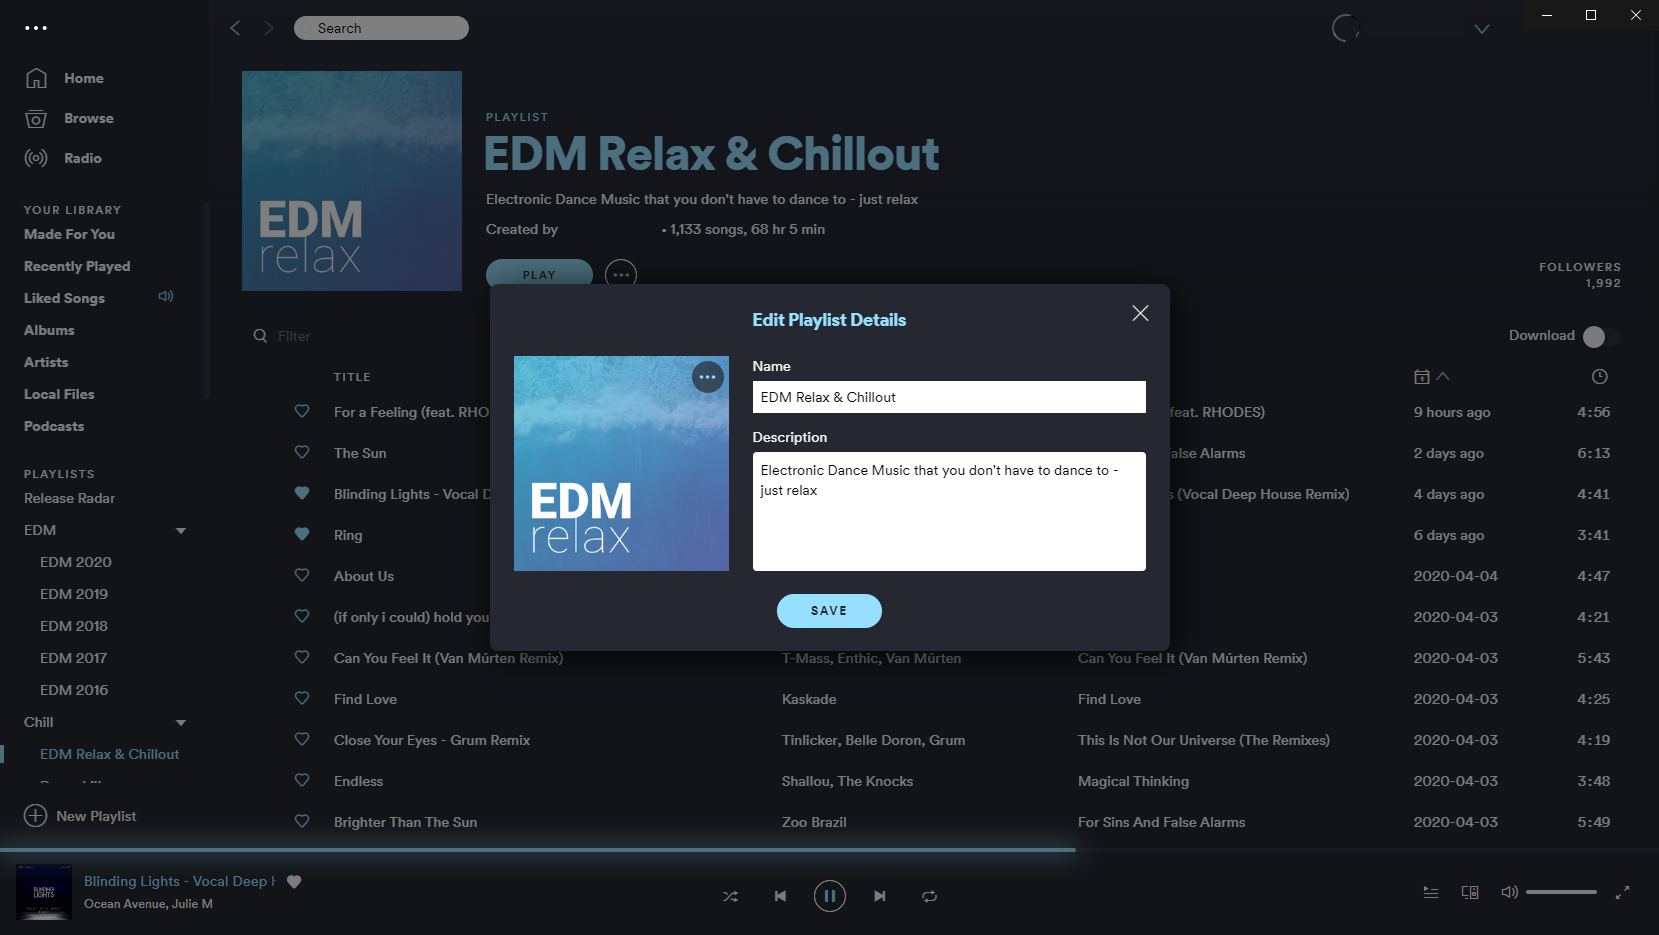 Search
Home
Browse
Radio
YOUR LIBRARY
Made For You
Recently Played
Liked Songs
Albums
Artists
Local Files
Podcasts
PLAYLISTS
Release Radar
EDM
EDM 2020
EDM 2019
EDM 2018
EDM 2017
EDM 2016
Chill
EDM Relax & Chillout
New Playlist
EDM
relax
PLAYLIST
EDM Relax & Chillout
Electronic Dance Music that you don't have to dance to - just relax
Created by • 1,133 songs, 68 hr 5 min
PLAY
FOLLOWERS
1,992
Filter
Download
TITLE
For a Feeling (feat. RHO feat. RHODES) 9 hours ago 4:56
The Sun alse Alarms 2 days ago 6:13
Blinding Lights - Vocal D s (Vocal Deep House Remix) 4 days ago 4:41
Ring 6 days ago 3:41
About Us 2020-04-04 4:47
(if only i could) hold you 2020-04-03 4:21
Can You Feel It (Van Múrten Remix) T-Mass, Enthic, Van Múrten Can You Feel It (Van Múrten Remix) 2020-04-03 5:43
Find Love Kaskade Find Love 2020-04-03 4:25
Close Your Eyes - Grum Remix Tinlicker, Belle Doron, Grum This Is Not Our Universe (The Remixes) 2020-04-03 4:19
Endless Shallou, The Knocks Magical Thinking 2020-04-03 3:48
Brighter Than The Sun Zoo Brazil For Sins And False Alarms 2020-04-03 5:49
Edit Playlist Details
EDM
relax
Name
EDM Relax & Chillout
Description
Electronic Dance Music that you don't have to dance to -
just relax
SAVE
BLINDING
LIGHTS
Blinding Lights - Vocal Deep H
Ocean Avenue, Julie M